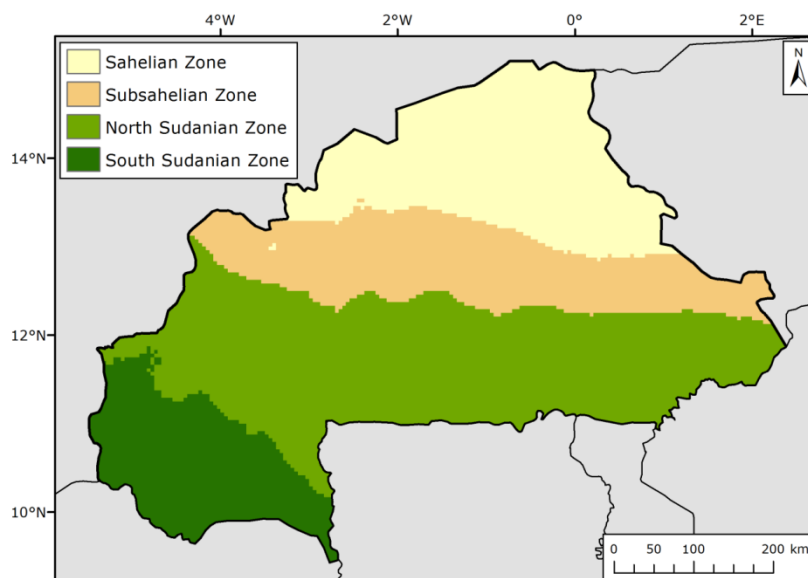 4°W 2°W 0° 2°E
N
Sahelian Zone
Subsahelian Zone
North Sudanian Zone
South Sudanian Zone
14°N
12°N
10°N
0 50 100 200 km